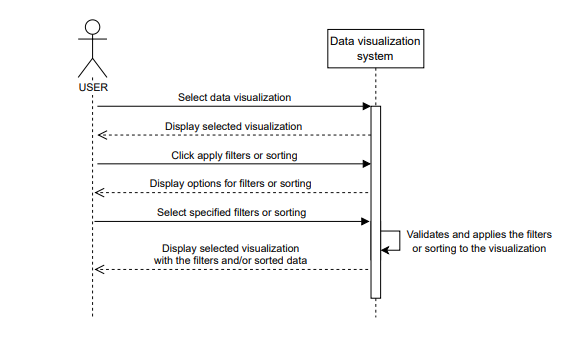 Data visualization
system
USER
Select data visualization
Display selected visualization
Click apply filters or sorting
Display options for filters or sorting
Select specified filters or sorting
Validates and applies the filters
or sorting to the visualization
Display selected visualization
with the filters and/or sorted data